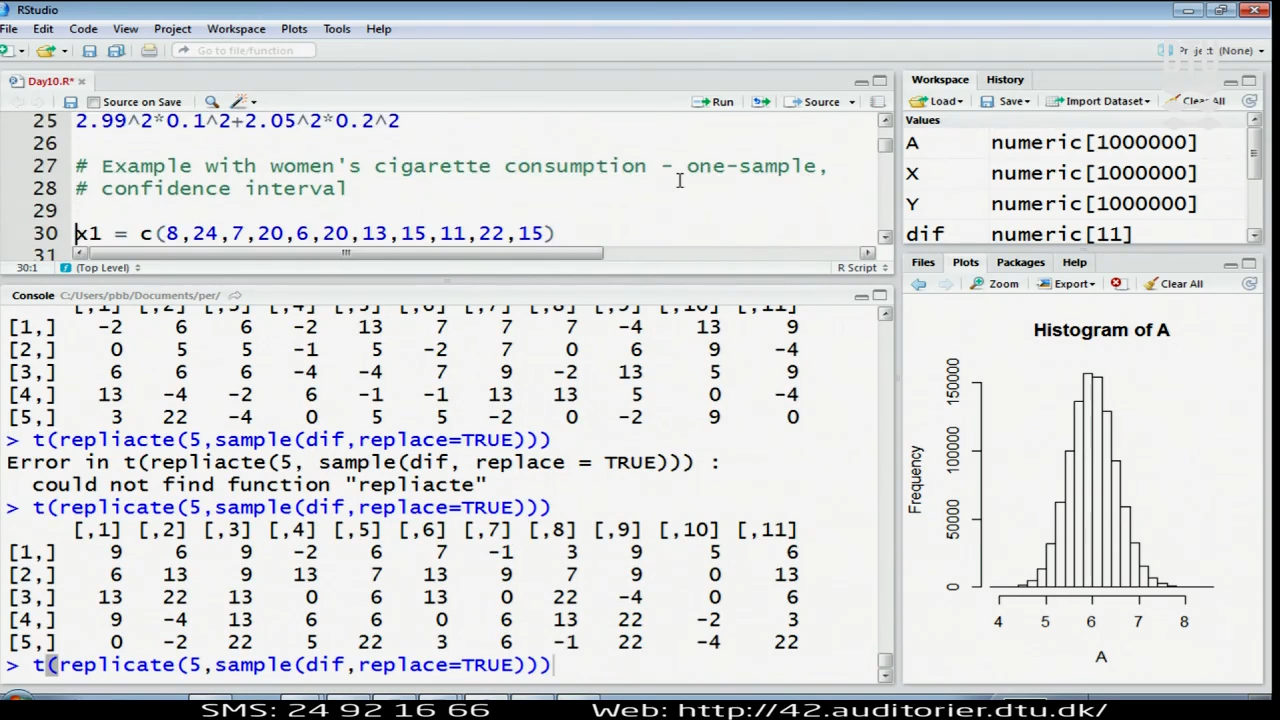 RStudio
File Edit Code View Project Workspace Plots Tools Help
Go to file/function
Project: (None)
Day10.R*
Source on Save Run Source
25 2.99^2*0.1^2+2.05^2*0.2^2
26
27 # Example with women's cigarette consumption - one-sample,
28 # confidence interval
29
30 x1 = c(8,24,7,20,6,20,13,15,11,22,15)
31
30:1 (Top Level) R Script
Console C:/Users/pbb/Documents/per/
[,1] [,2] [,3] [,4] [,5] [,6] [,7] [,8] [,9] [,10] [,11]
[1,] -2 6 6 -2 13 7 7 7 -4 13 9
[2,] 0 5 5 -1 5 -2 7 0 6 9 -4
[3,] 6 6 6 -4 -4 7 9 -2 13 5 9
[4,] 13 -4 -2 6 -1 -1 13 13 5 0 -4
[5,] 3 22 -4 0 5 5 -2 0 -2 9 0
> t(repliacte(5,sample(dif,replace=TRUE)))
Error in t(repliacte(5, sample(dif, replace = TRUE))) :
could not find function "repliacte"
> t(replicate(5,sample(dif,replace=TRUE)))
[,1] [,2] [,3] [,4] [,5] [,6] [,7] [,8] [,9] [,10] [,11]
[1,] 9 6 9 -2 6 7 -1 3 9 5 6
[2,] 6 13 9 13 7 13 9 7 9 0 13
[3,] 13 22 13 0 6 13 0 22 -4 0 6
[4,] 9 -4 13 6 6 0 6 13 22 -2 3
[5,] 0 -2 22 5 22 3 6 -1 22 -4 22
> t(replicate(5,sample(dif,replace=TRUE)))
Workspace History
Load Save Import Dataset Clear All
Values
A numeric[1000000]
X numeric[1000000]
Y numeric[1000000]
dif numeric[11]
Files Plots Packages Help
Zoom Export Clear All
Histogram of A
Frequency
150000
100000
50000
0
4 5 6 7 8
A
SMS: 24 92 16 66 Web: http://42.auditorier.dtu.dk/